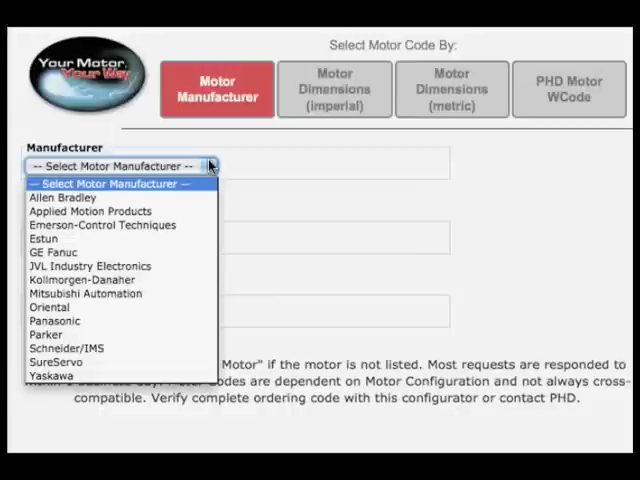 Your Motor,
Your Way
Select Motor Code By:
Motor
Manufacturer
Motor
Dimensions
(imperial)
Motor
Dimensions
(metric)
PHD Motor
WCode
Manufacturer
-- Select Motor Manufacturer --
-- Select Motor Manufacturer --
Allen Bradley
Applied Motion Products
Emerson-Control Techniques
Estun
GE Fanuc
JVL Industry Electronics
Kollmorgen-Danaher
Mitsubishi Automation
Oriental
Panasonic
Parker
Schneider/IMS
SureServo
Yaskawa
Motor" if the motor is not listed. Most requests are responded to
Codes are dependent on Motor Configuration and not always cross-
compatible. Verify complete ordering code with this configurator or contact PHD.